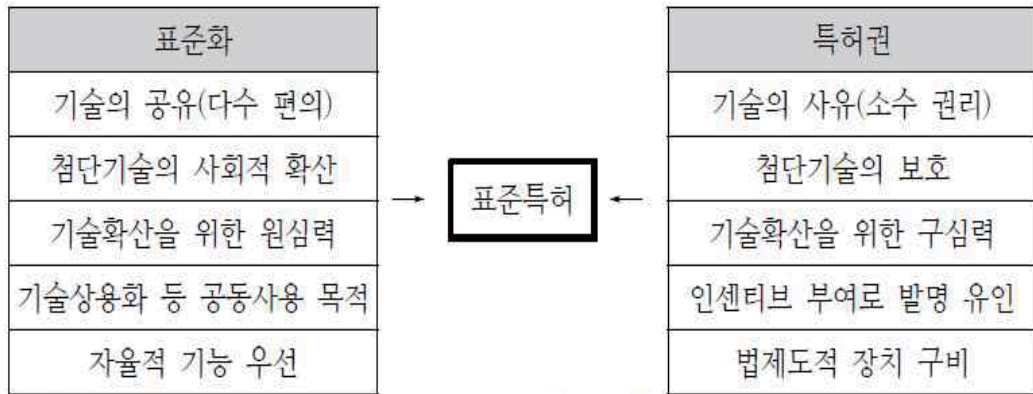 표준화
기술의 공유(다수 편의)
첨단기술의 사회적 확산
기술확산을 위한 원심력
기술상용화 등 공동사용 목적
자율적 기능 우선
→ 표준특허 ←
특허권
기술의 사유(소수 권리)
첨단기술의 보호
기술확산을 위한 구심력
인센티브 부여로 발명 유인
법제도적 장치 구비